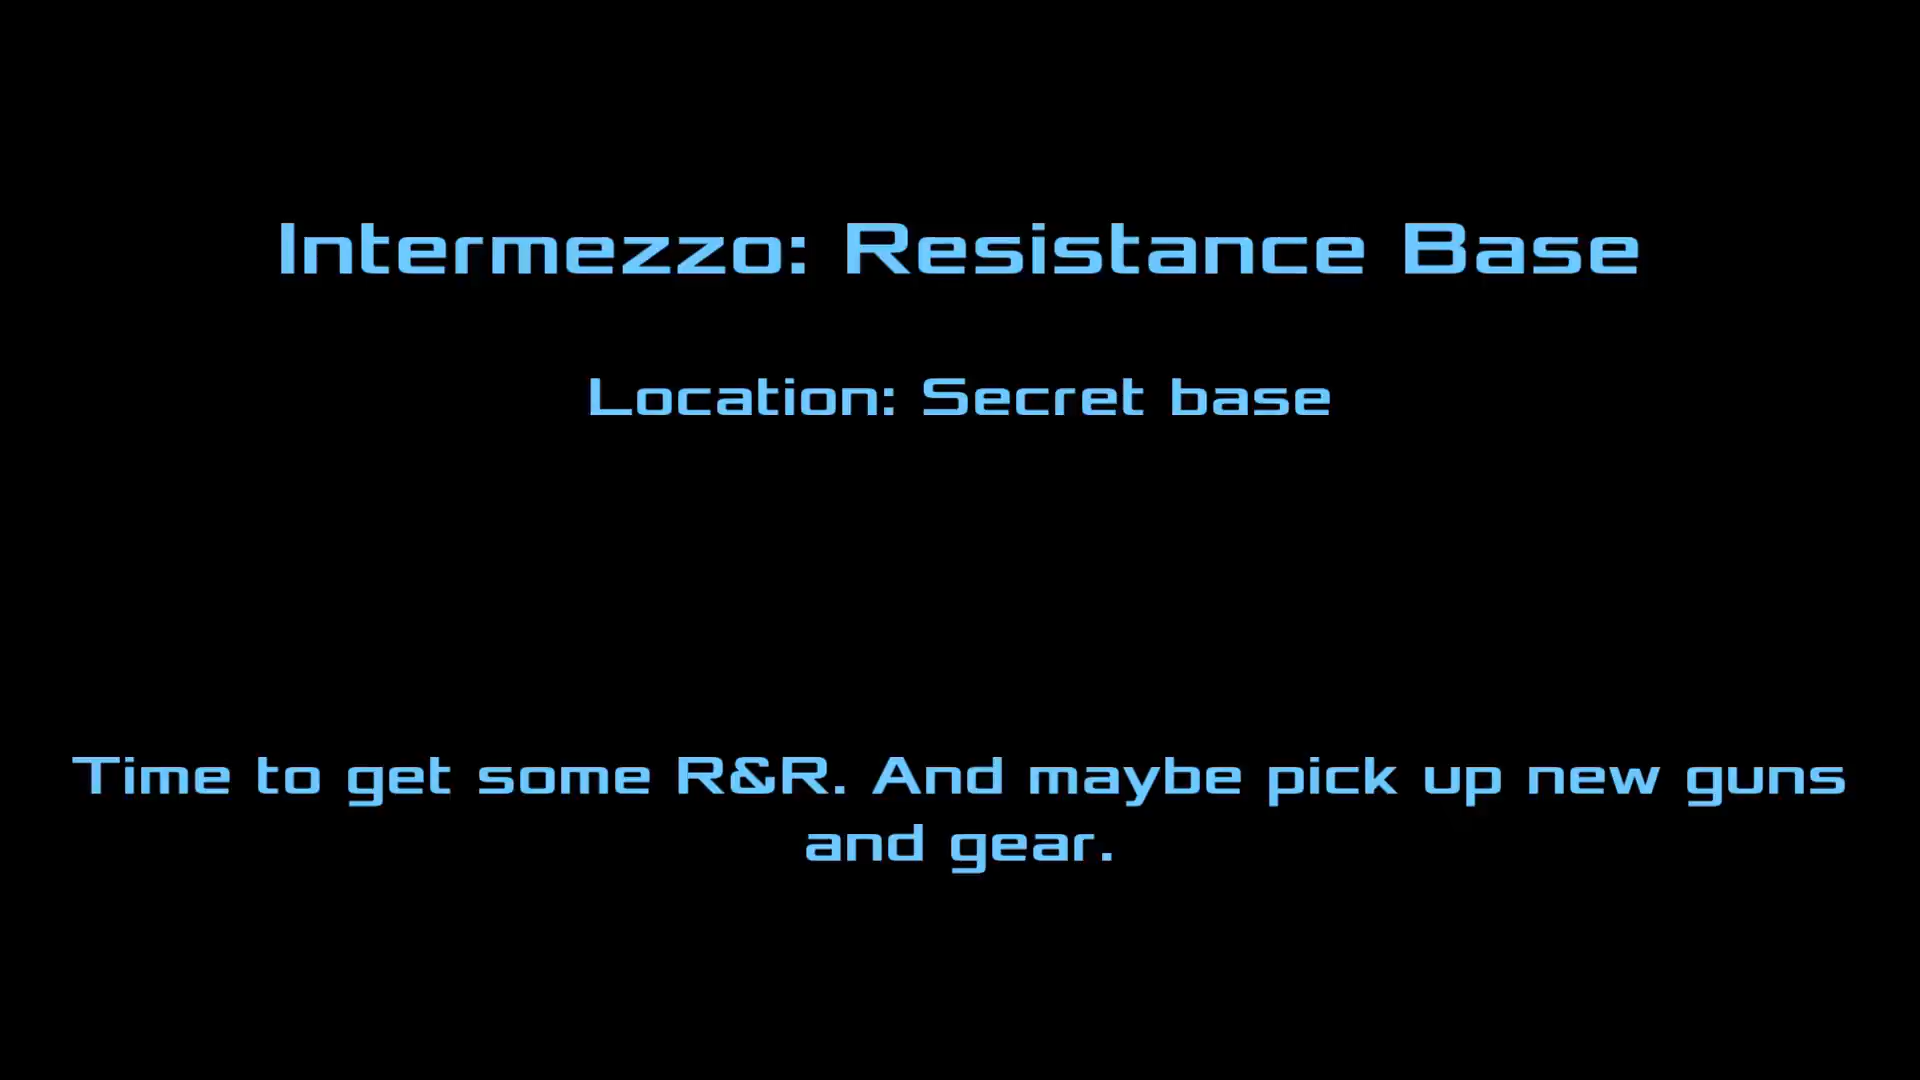 Intermezzo: Resistance Base
Location: Secret base
Time to get some R&R. And maybe pick up new guns
and gear.